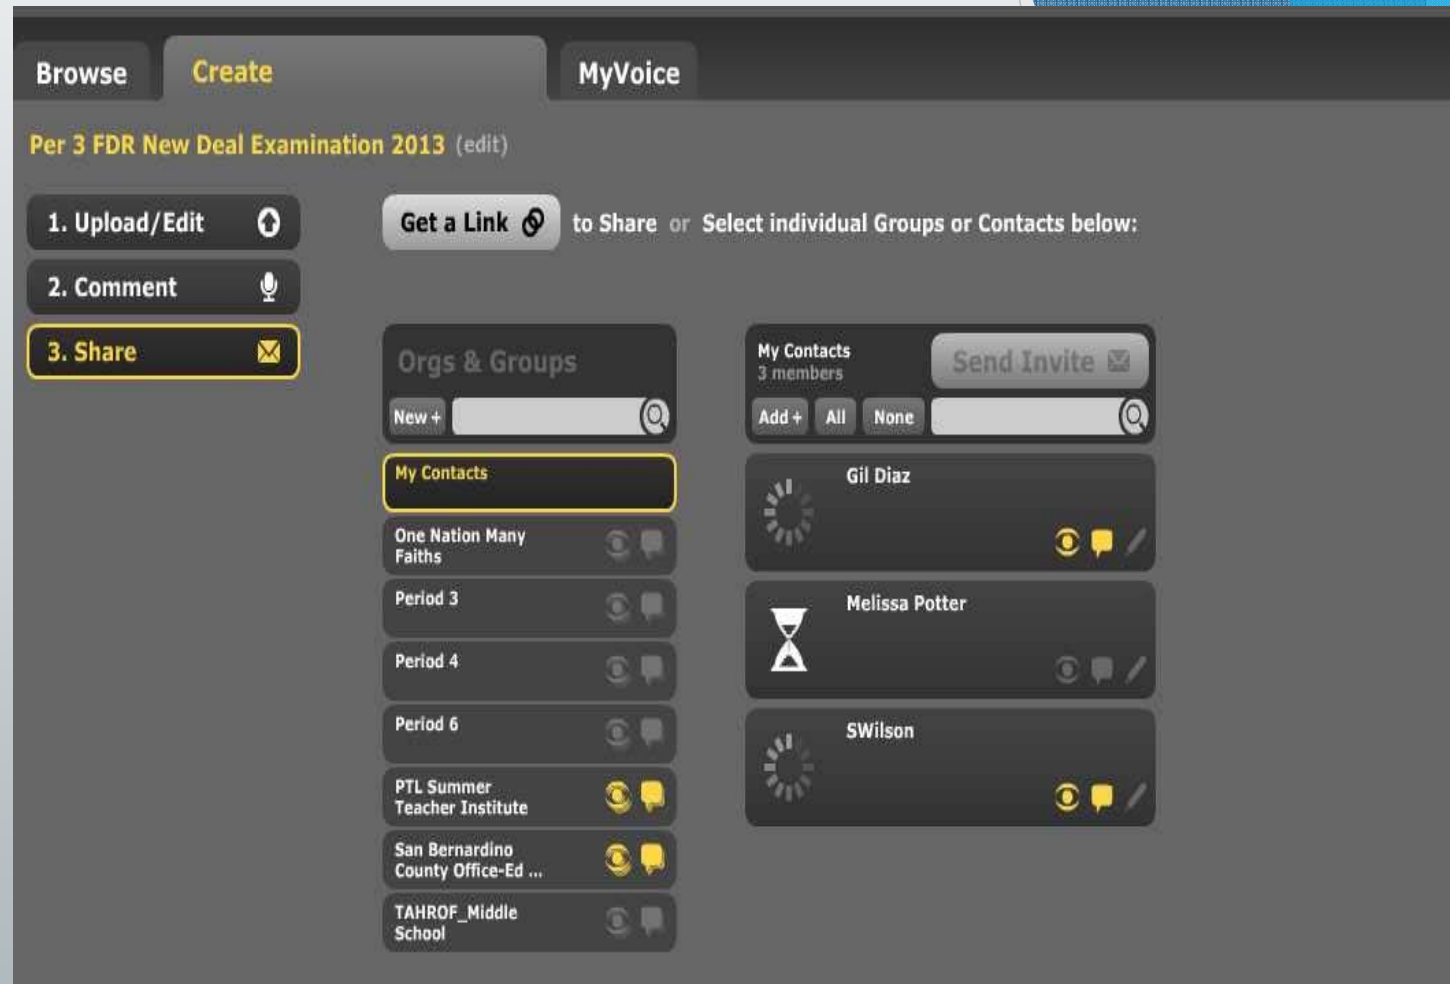 Browse
Create
MyVoice
Per 3 FDR New Deal Examination 2013 (edit)
1. Upload/Edit
2. Comment
3. Share
Get a Link to Share or Select individual Groups or Contacts below:
Orgs & Groups
New +
My Contacts
One Nation Many
Faiths
Period 3
Period 4
Period 6
PTL Summer
Teacher Institute
San Bernardino
County Office-Ed ...
TAHROF_Middle
School
My Contacts
3 members
Send Invite
Add +
All
None
Gil Diaz
Melissa Potter
SWilson